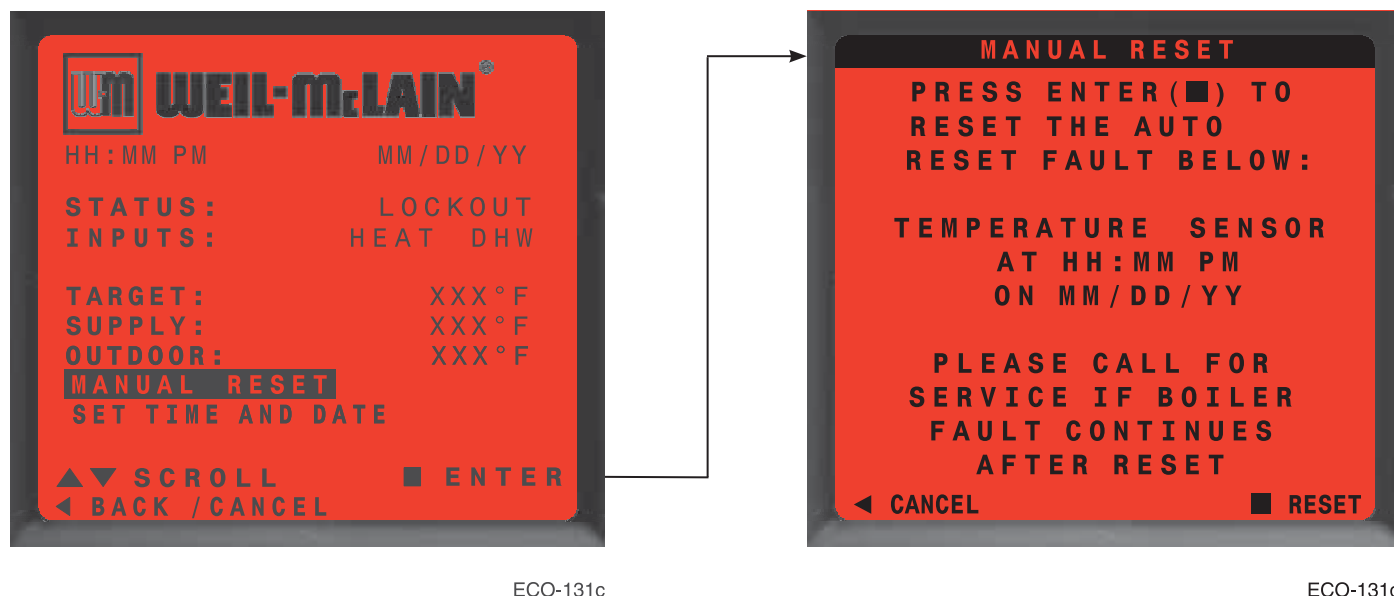 WM WEIL-McLAIN®
HH:MM PM MM/DD/YY
STATUS: LOCKOUT
INPUTS: HEAT DHW
TARGET: XXX°F
SUPPLY: XXX°F
OUTDOOR: XXX°F
MANUAL RESET
SET TIME AND DATE
▲▼ SCROLL ■ ENTER
◀ BACK /CANCEL
ECO-131c
MANUAL RESET
PRESS ENTER(■) TO
RESET THE AUTO
RESET FAULT BELOW:
TEMPERATURE SENSOR
AT HH:MM PM
ON MM/DD/YY
PLEASE CALL FOR
SERVICE IF BOILER
FAULT CONTINUES
AFTER RESET
◀ CANCEL ■ RESET
ECO-131c